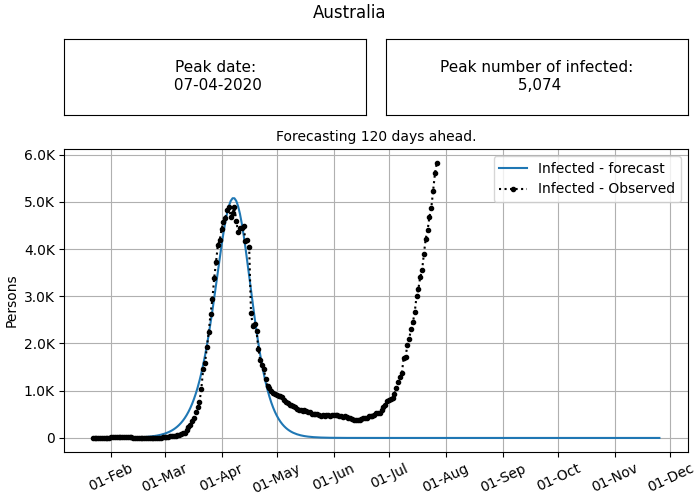 Australia
Peak date:
07-04-2020
Peak number of infected:
5,074
Forecasting 120 days ahead.
6.0K
5.0K
4.0K
3.0K
2.0K
1.0K
0
Persons
Infected - forecast
Infected - Observed
01-Feb
01-Mar
01-Apr
01-May
01-Jun
01-Jul
01-Aug
01-Sep
01-Oct
01-Nov
01-Dec